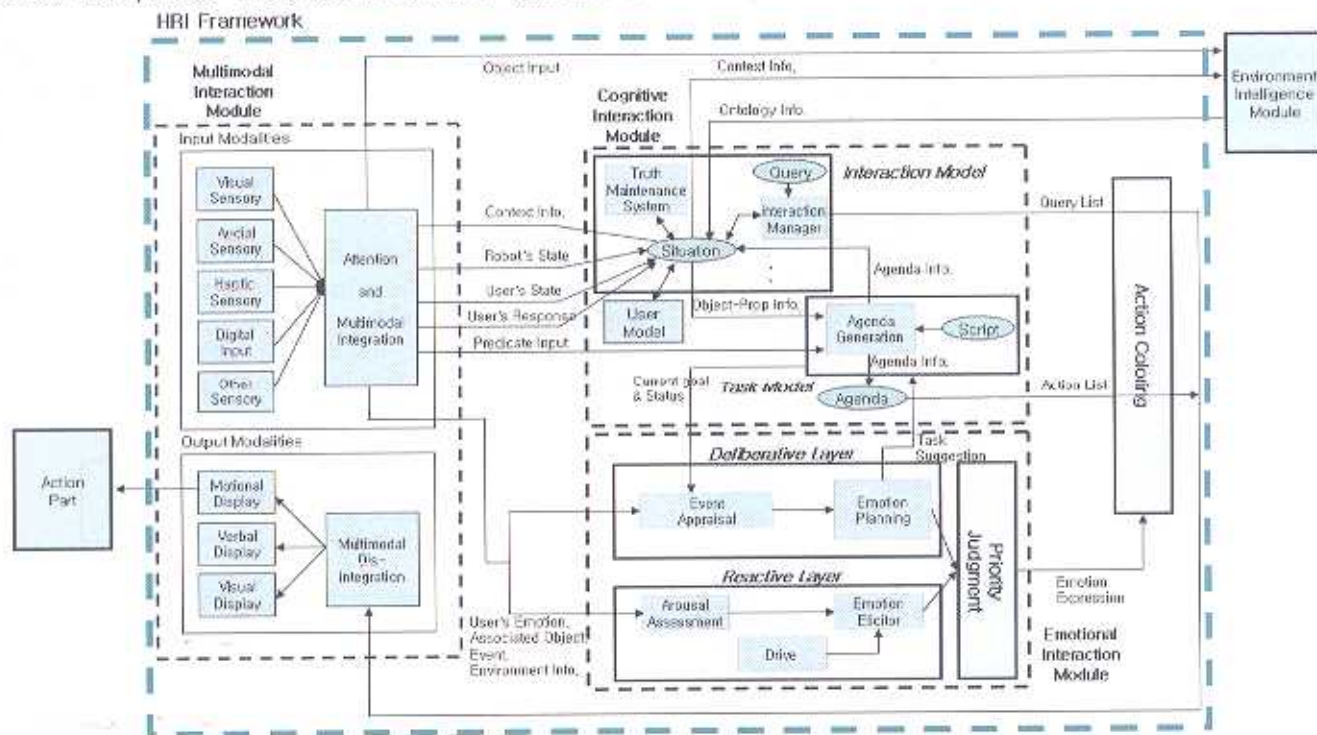 HRI Framework
Multimodal
Interaction
Module
Input Modalities
Visual
Sensory
Sensory
Haptic
Sensory
Digital
Input
Other
Sensory
Attention
and
Multimodal
Integration
Output Modalities
Motional
Display
Verbal
Display
Visual
Display
Multimodal
Dis-
Integration
Action
Part
Object Input
Context Info,
Ontology Info.
Environment
Intelligence
Module
Cognitive
Interaction
Module
Truth
Maintenance
System
Query
Interaction Model
Interaction
Manager
Situation
User
Model
Context Info,
Robot's State
User's State
User's Response
Predicate Input
Object-Prop Info,
Agenda Info,
Agenda
Generation
Script
Agenda Info,
Current goal
& Status
Task Model
Agenda
Query List
Action List
Action Coloring
Task
Suggestion
Deliberative Layer
Event
Appraisal
Emotion
Planning
Reactive Layer
Arousal
Assessment
Emotion
Elicitor
Drive
Priority
Judgment
Emotion
Expression
Emotional
Interaction
Module
User's Emotion,
Associated Object,
Event,
Environment Info,